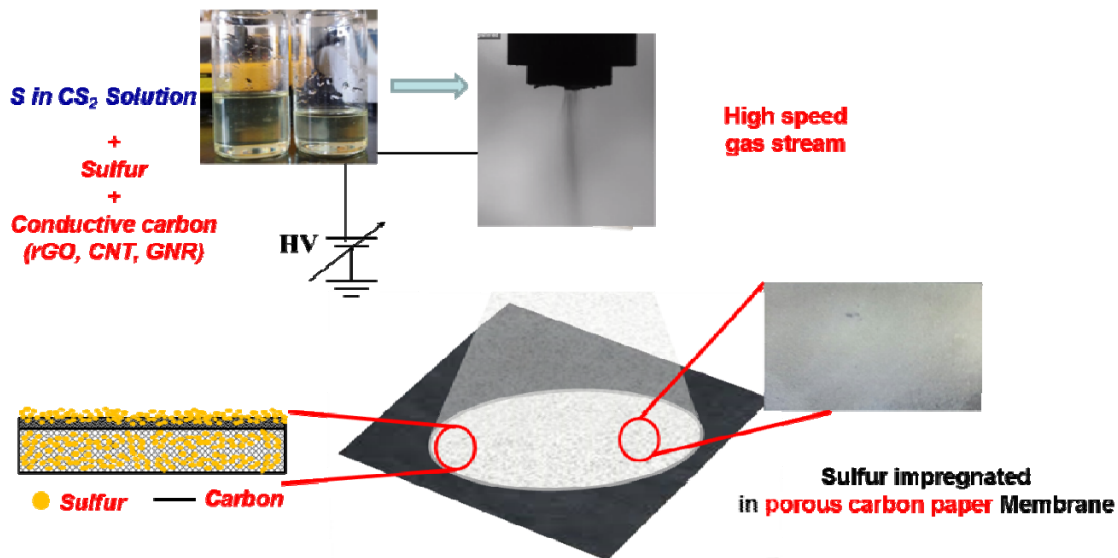 S in CS₂ Solution
+
Sulfur
+
Conductive carbon
(rGO, CNT, GNR)
HV
High speed
gas stream
Sulfur
Carbon
Sulfur impregnated
in porous carbon paper Membrane